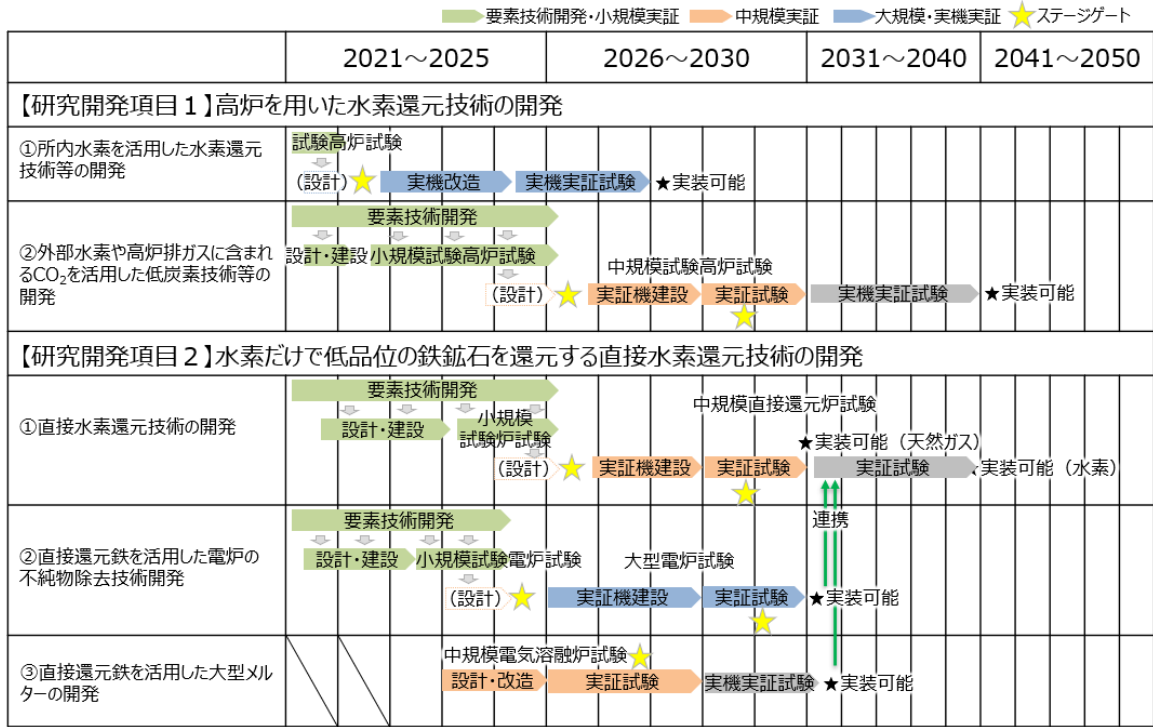 要素技術開発・小規模実証 中規模実証 大規模・実機実証 ステージゲート
2021～2025 2026～2030 2031～2040 2041～2050
【研究開発項目１】高炉を用いた水素還元技術の開発
①所内水素を活用した水素還元
技術等の開発
試験高炉試験
(設計) 実機改造 実機実証試験 ★実装可能
②外部水素や高炉排ガスに含まれ
るCO₂を活用した低炭素技術等の
開発
要素技術開発
設計・建設 小規模試験高炉試験
中規模試験高炉試験
(設計) 実証機建設 実証試験 実機実証試験 ★実装可能
【研究開発項目２】水素だけで低品位の鉄鉱石を還元する直接水素還元技術の開発
①直接水素還元技術の開発
要素技術開発
設計・建設 小規模
試験炉試験
中規模直接還元炉試験
★実装可能（天然ガス）
(設計) 実証機建設 実証試験 実証試験 ★実装可能（水素）
②直接還元鉄を活用した電炉の
不純物除去技術開発
要素技術開発
連携
設計・建設 小規模試験電炉試験
大型電炉試験
(設計) 実証機建設 実証試験 ★実装可能
③直接還元鉄を活用した大型メル
ターの開発
中規模電気溶融炉試験
設計・改造 実証試験 実機実証試験 ★実装可能